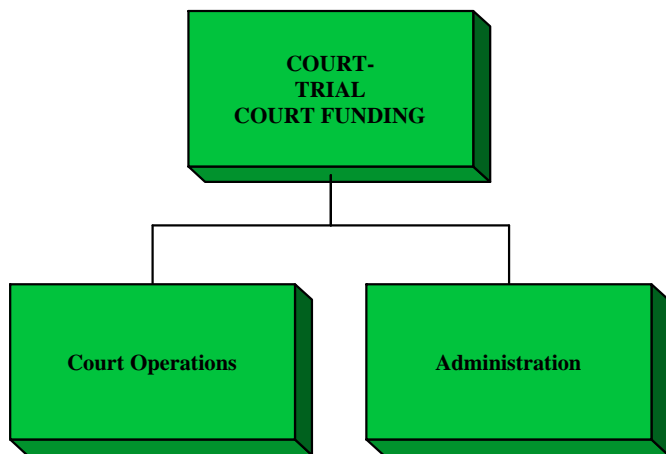 COURT-
TRIAL
COURT FUNDING
Court Operations
Administration